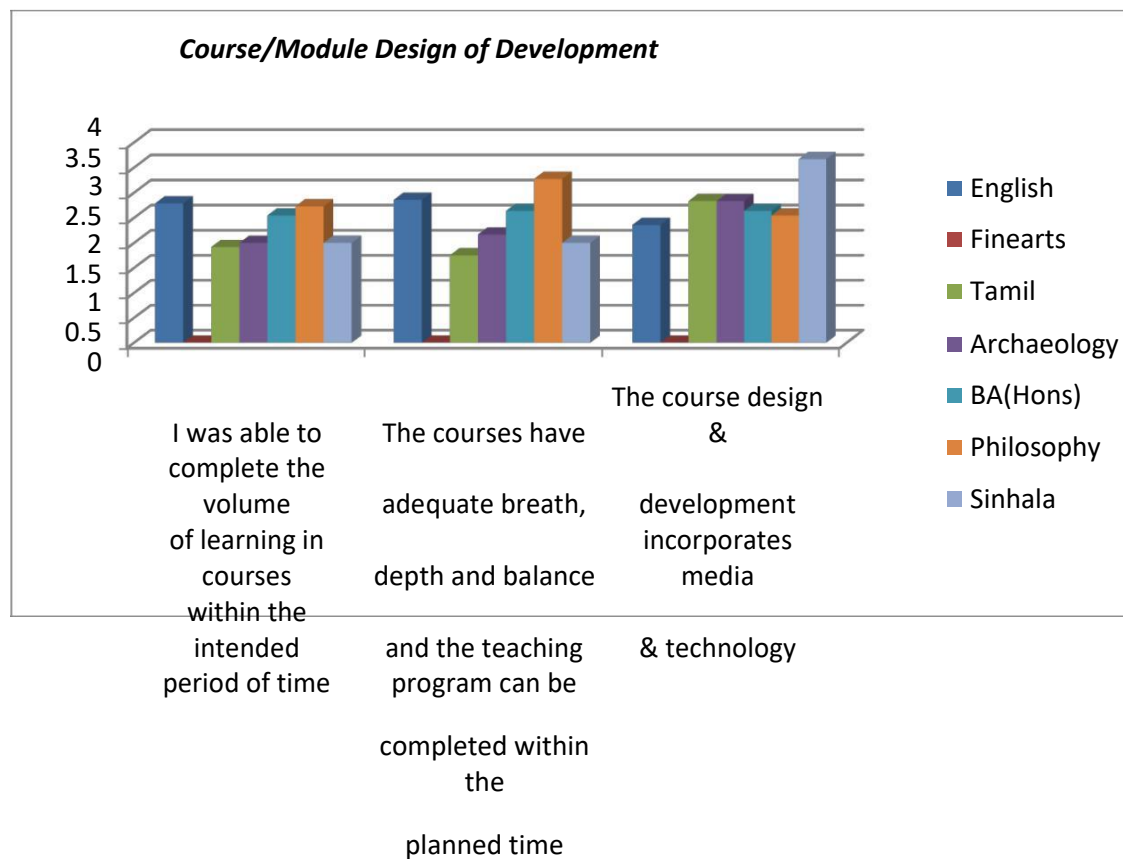 Course/Module Design of Development
4
3.5
3
2.5
2
1.5
1
0.5
0
I was able to
complete the
volume
of learning in
courses
within the
intended
period of time
The courses have
adequate breath,
depth and balance
and the teaching
program can be
completed within
the
planned time
The course design
&
development
incorporates
media
& technology
English
Finearts
Tamil
Archaeology
BA(Hons)
Philosophy
Sinhala